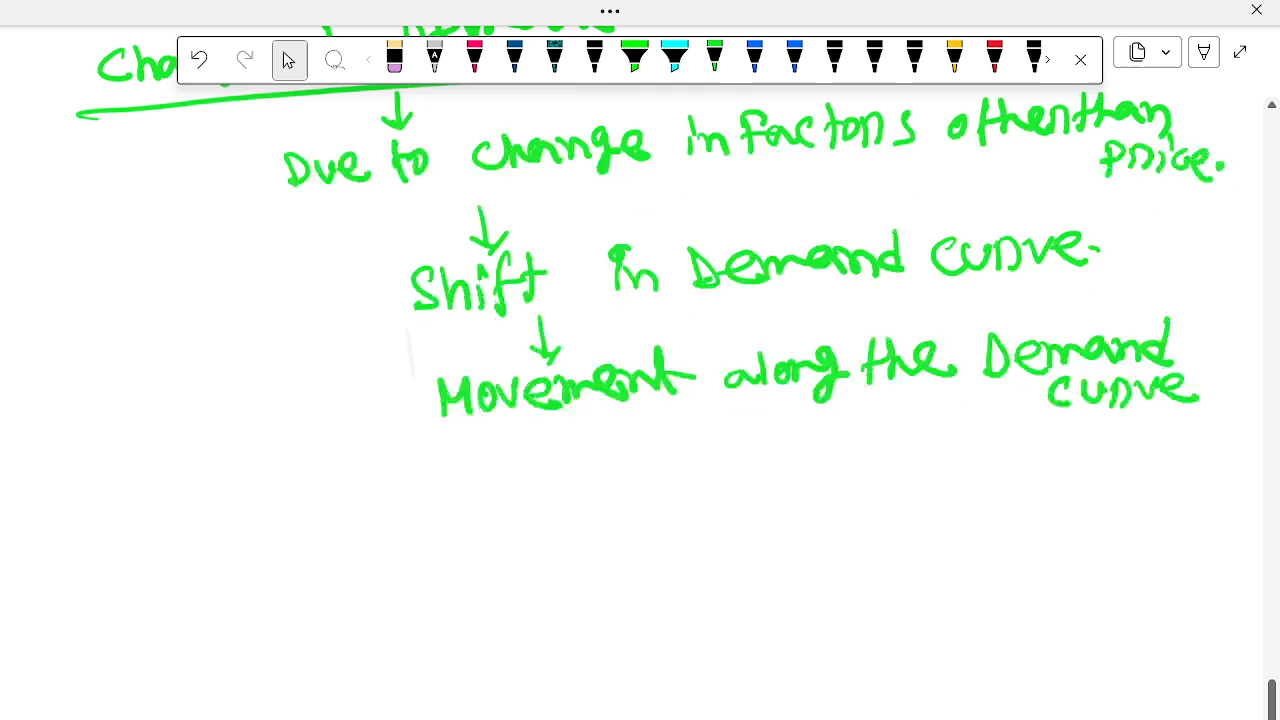 Due to change in factors other than
price.
Shift in Demand curve.
Movement along the Demand
curve